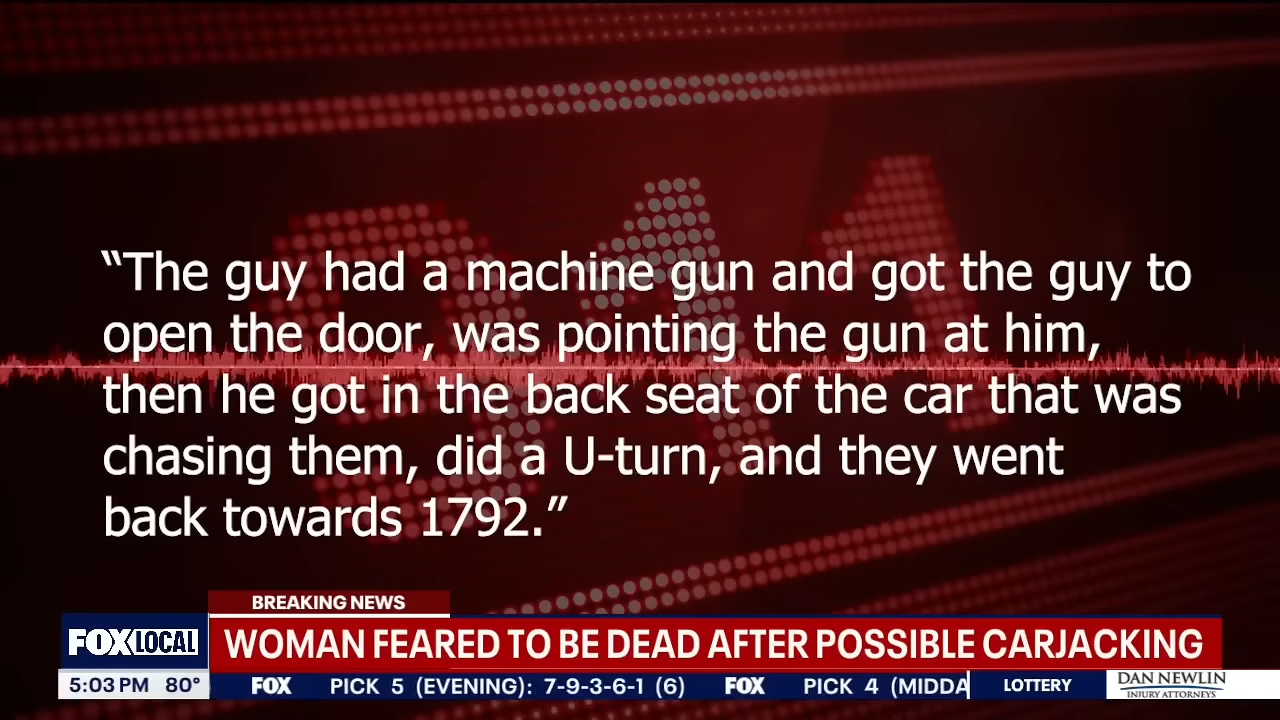 911
“The guy had a machine gun and got the guy to
open the door, was pointing the gun at him,
then he got in the back seat of the car that was
chasing them, did a U-turn, and they went
back towards 1792.”
BREAKING NEWS
FOX LOCAL
WOMAN FEARED TO BE DEAD AFTER POSSIBLE CARJACKING
5:03 PM 80°
FOX PICK 5 (EVENING): 7-9-3-6-1 (6) FOX PICK 4 (MIDDA
LOTTERY
DAN NEWLIN
INJURY ATTORNEYS